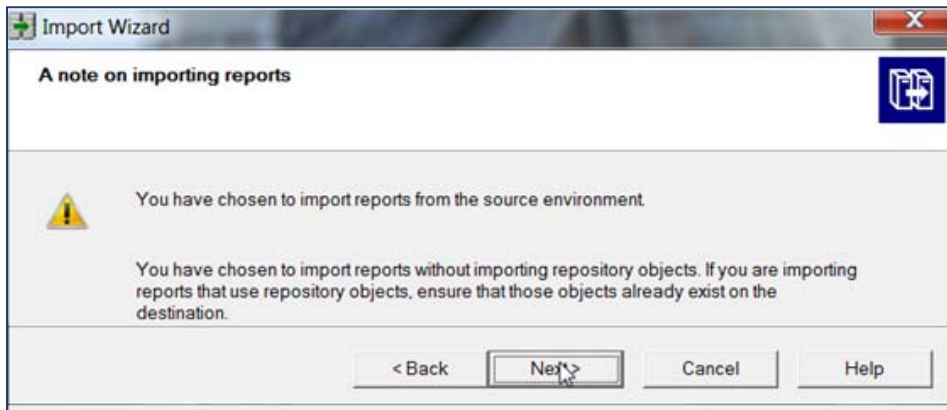 Import Wizard
A note on importing reports
You have chosen to import reports from the source environment.
You have chosen to import reports without importing repository objects. If you are importing
reports that use repository objects, ensure that those objects already exist on the
destination.
< Back Next > Cancel Help